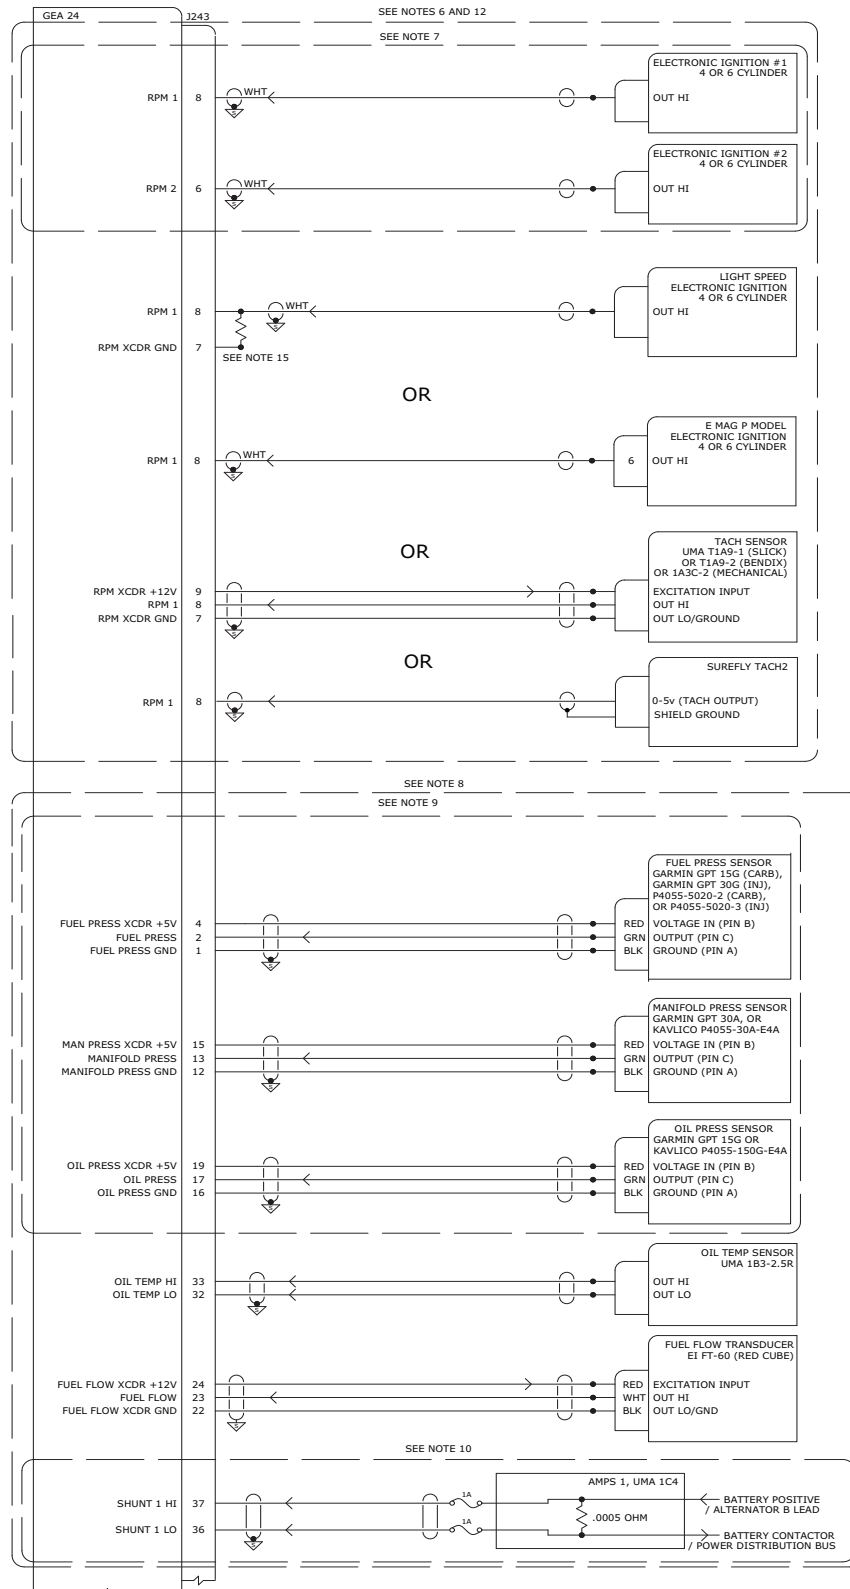 SEE NOTES 6 AND 12
GEA 24
J243
SEE NOTE 7
ELECTRONIC IGNITION #1
4 OR 6 CYLINDER
RPM 1 8 WHT OUT HI
S
ELECTRONIC IGNITION #2
4 OR 6 CYLINDER
RPM 2 6 WHT OUT HI
S
LIGHT SPEED
ELECTRONIC IGNITION
4 OR 6 CYLINDER
RPM 1 8 WHT OUT HI
S
RPM XCDR GND 7
SEE NOTE 15
OR
E MAG P MODEL
ELECTRONIC IGNITION
4 OR 6 CYLINDER
RPM 1 8 WHT 6 OUT HI
S
OR
TACH SENSOR
UMA T1A9-1 (SLICK)
OR T1A9-2 (BENDIX)
OR 1A3C-2 (MECHANICAL)
RPM XCDR +12V 9 EXCITATION INPUT
RPM 1 8 OUT HI
RPM XCDR GND 7 OUT LO/GROUND
S
OR
SUREFLY TACH2
RPM 1 8 0-5v (TACH OUTPUT)
S SHIELD GROUND
SEE NOTE 8
SEE NOTE 9
FUEL PRESS SENSOR
GARMIN GPT 15G (CARB),
GARMIN GPT 30G (INJ),
P4055-5020-2 (CARB),
OR P4055-5020-3 (INJ)
FUEL PRESS XCDR +5V 4 RED VOLTAGE IN (PIN B)
FUEL PRESS 2 GRN OUTPUT (PIN C)
FUEL PRESS GND 1 BLK GROUND (PIN A)
S
MANIFOLD PRESS SENSOR
GARMIN GPT 30A, OR
KAVLICO P4055-30A-E4A
MAN PRESS XCDR +5V 15 RED VOLTAGE IN (PIN B)
MANIFOLD PRESS 13 GRN OUTPUT (PIN C)
MANIFOLD PRESS GND 12 BLK GROUND (PIN A)
S
OIL PRESS SENSOR
GARMIN GPT 15G OR
KAVLICO P4055-150G-E4A
OIL PRESS XCDR +5V 19 RED VOLTAGE IN (PIN B)
OIL PRESS 17 GRN OUTPUT (PIN C)
OIL PRESS GND 16 BLK GROUND (PIN A)
S
OIL TEMP SENSOR
UMA 1B3-2.5R
OIL TEMP HI 33 OUT HI
OIL TEMP LO 32 OUT LO
S
FUEL FLOW TRANSDUCER
EI FT-60 (RED CUBE)
FUEL FLOW XCDR +12V 24 RED EXCITATION INPUT
FUEL FLOW 23 WHT OUT HI
FUEL FLOW XCDR GND 22 BLK OUT LO/GND
S
SEE NOTE 10
AMPS 1, UMA 1C4
SHUNT 1 HI 37 1A BATTERY POSITIVE
/ ALTERNATOR B LEAD
.0005 OHM
SHUNT 1 LO 36 1A BATTERY CONTACTOR
/ POWER DISTRIBUTION BUS
S